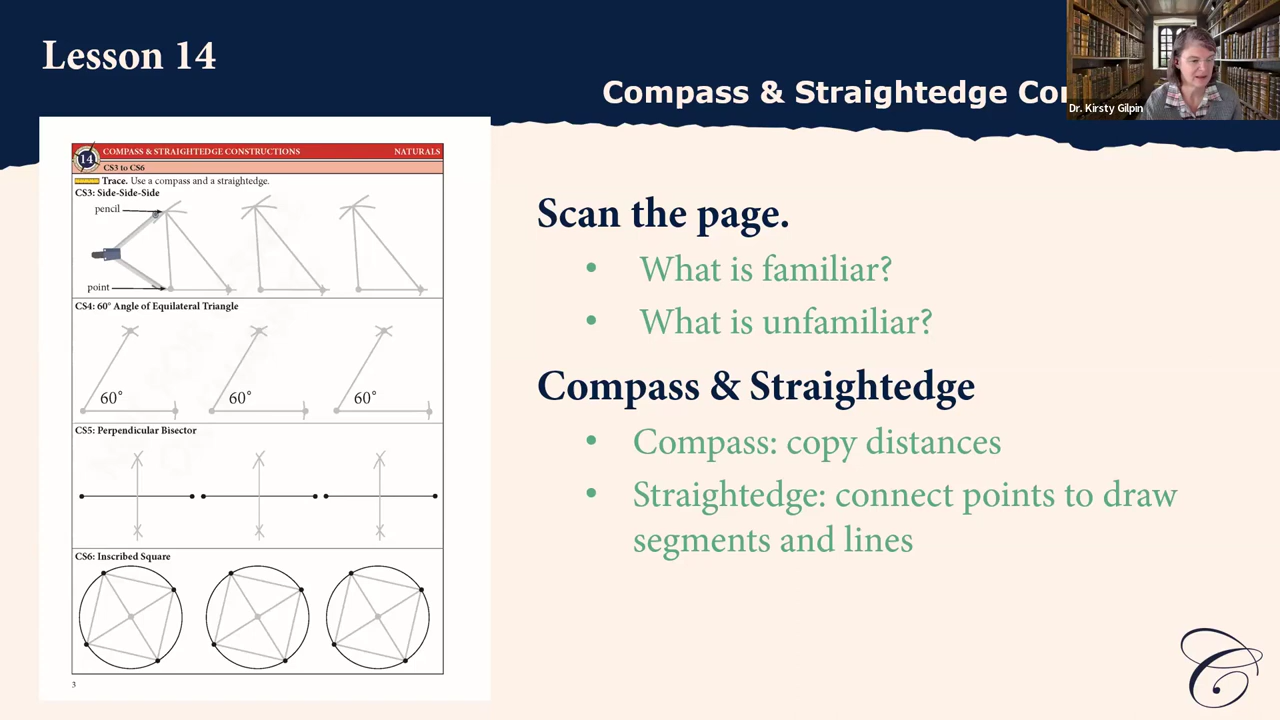 Lesson 14
Compass & Straightedge Co
Dr. Kirsty Gilpin
14
COMPASS & STRAIGHTEDGE CONSTRUCTIONS
NATURALS
CS3 to CS6
Trace. Use a compass and a straightedge.
CS3: Side-Side-Side
pencil
point
CS4: 60° Angle of Equilateral Triangle
60°
60°
60°
CS5: Perpendicular Bisector
CS6: Inscribed Square
3
Scan the page.
• What is familiar?
• What is unfamiliar?
Compass & Straightedge
• Compass: copy distances
• Straightedge: connect points to draw
segments and lines
C